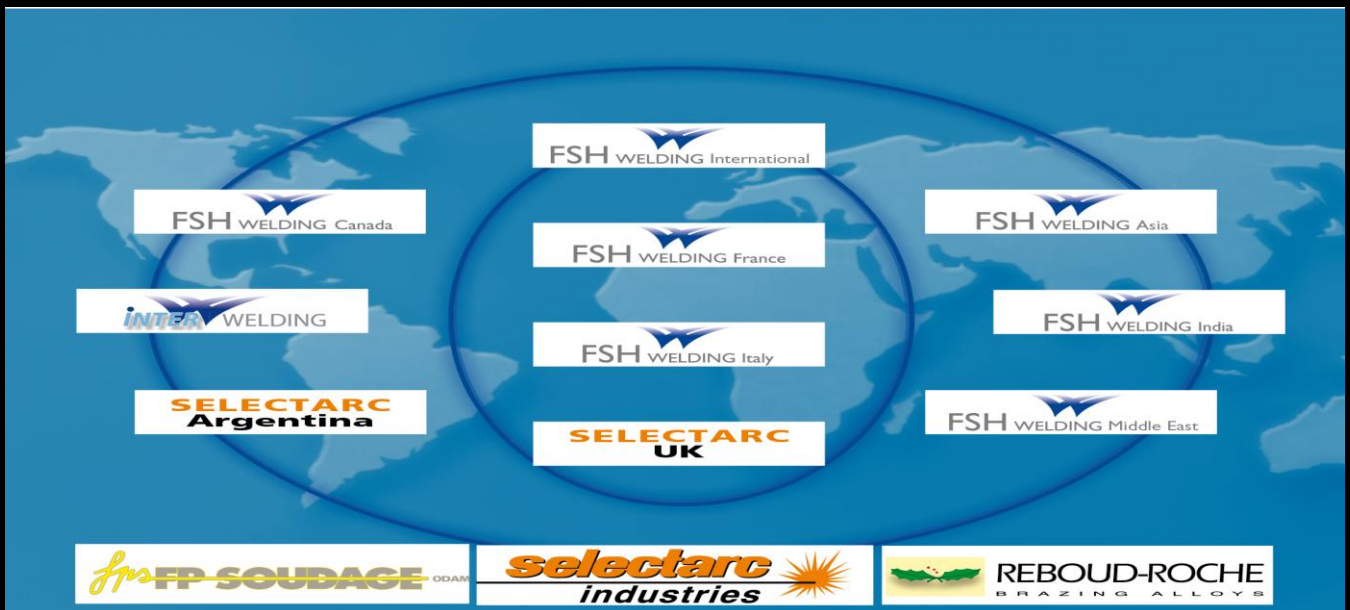 FSH WELDING International
FSH WELDING Canada
FSH WELDING Asia
FSH WELDING France
INTER WELDING
FSH WELDING India
FSH WELDING Italy
SELECTARC
Argentina
FSH WELDING Middle East
SELECTARC
UK
fps FP SOUDAGE ODAM
selectarc
industries
REBOUD-ROCHE
BRAZING ALLOYS